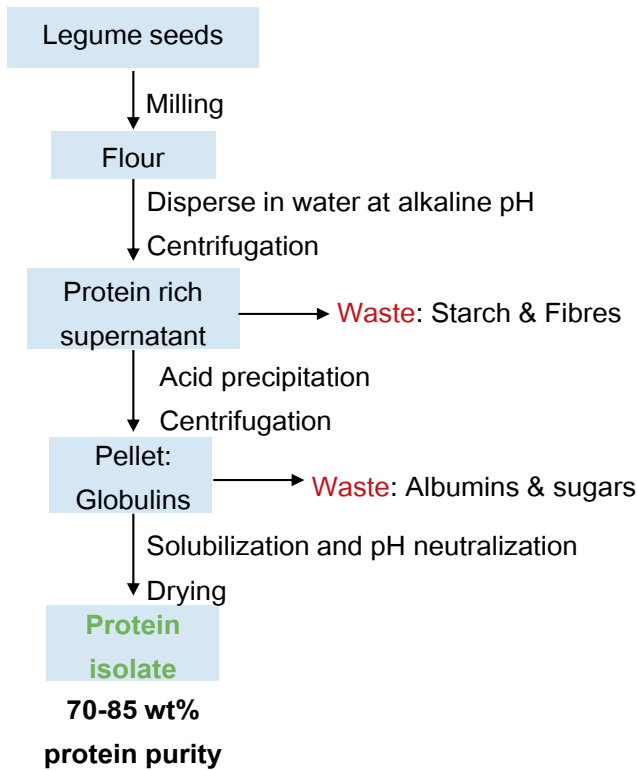 Legume seeds
Milling
Flour
Disperse in water at alkaline pH
Centrifugation
Protein rich
supernatant
Waste: Starch & Fibres
Acid precipitation
Centrifugation
Pellet:
Globulins
Waste: Albumins & sugars
Solubilization and pH neutralization
Drying
Protein
isolate
70-85 wt%
protein purity